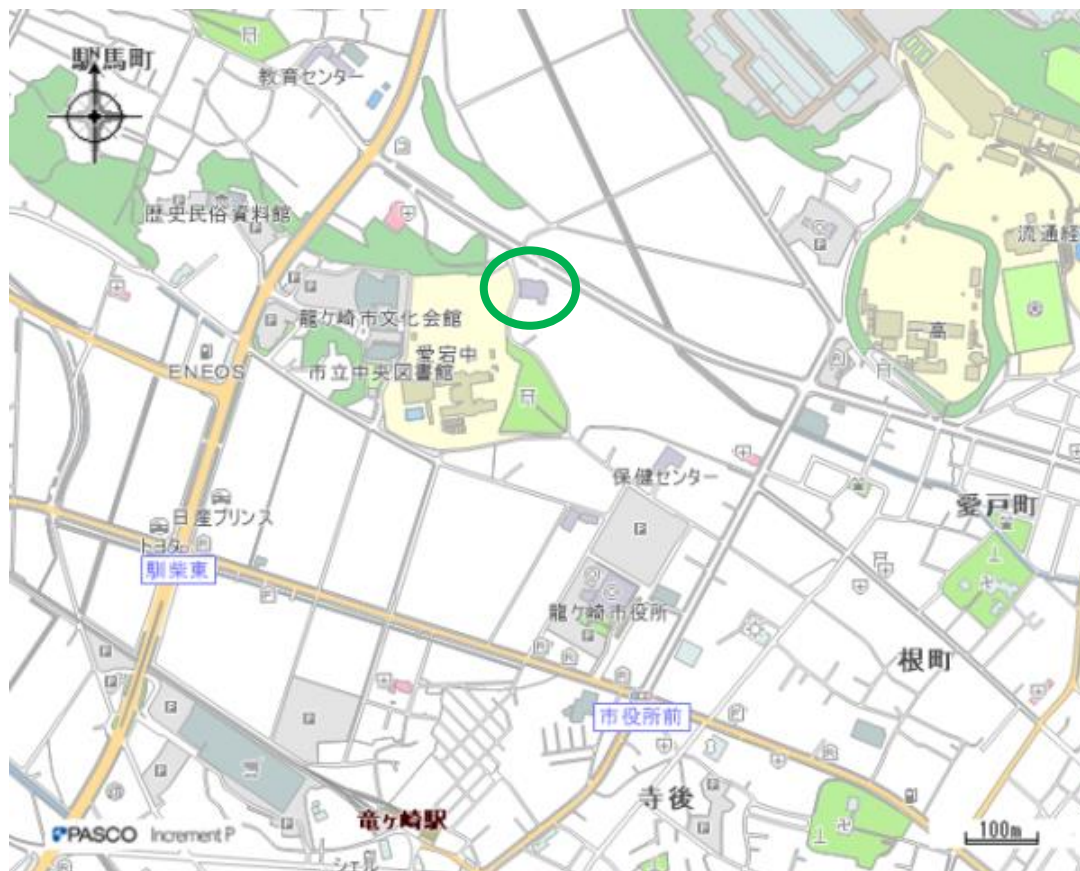 馴馬町
N
教育センター
歴史民俗資料館
流通経
龍ケ崎市文化会館
高
愛宕中
ENEOS
市立中央図書館
保健センター
愛戸町
日産プリンス
トヨタ
馴柴東
龍ケ崎市役所
根町
市役所前
寺後
竜ヶ崎駅
PASCO Increment P
100m
シェル